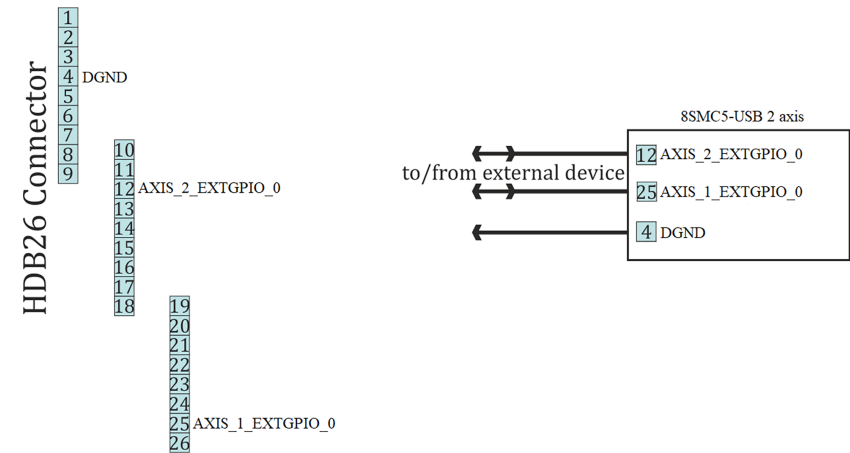 HDB26 Connector
1
2
3
4 DGND
5
6
7
8
9
10
11
12 AXIS_2_EXTGPIO_0
13
14
15
16
17
18
19
20
21
22
23
24
25 AXIS_1_EXTGPIO_0
26
8SMC5-USB 2 axis
12 AXIS_2_EXTGPIO_0
to/from external device
25 AXIS_1_EXTGPIO_0
4 DGND